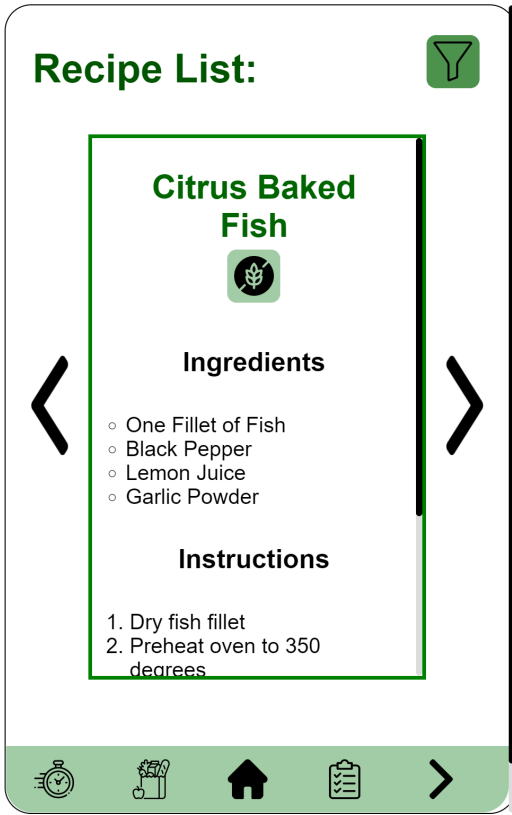 Recipe List:
Citrus Baked
Fish
Ingredients
One Fillet of Fish
Black Pepper
Lemon Juice
Garlic Powder
Instructions
1. Dry fish fillet
2. Preheat oven to 350
degrees